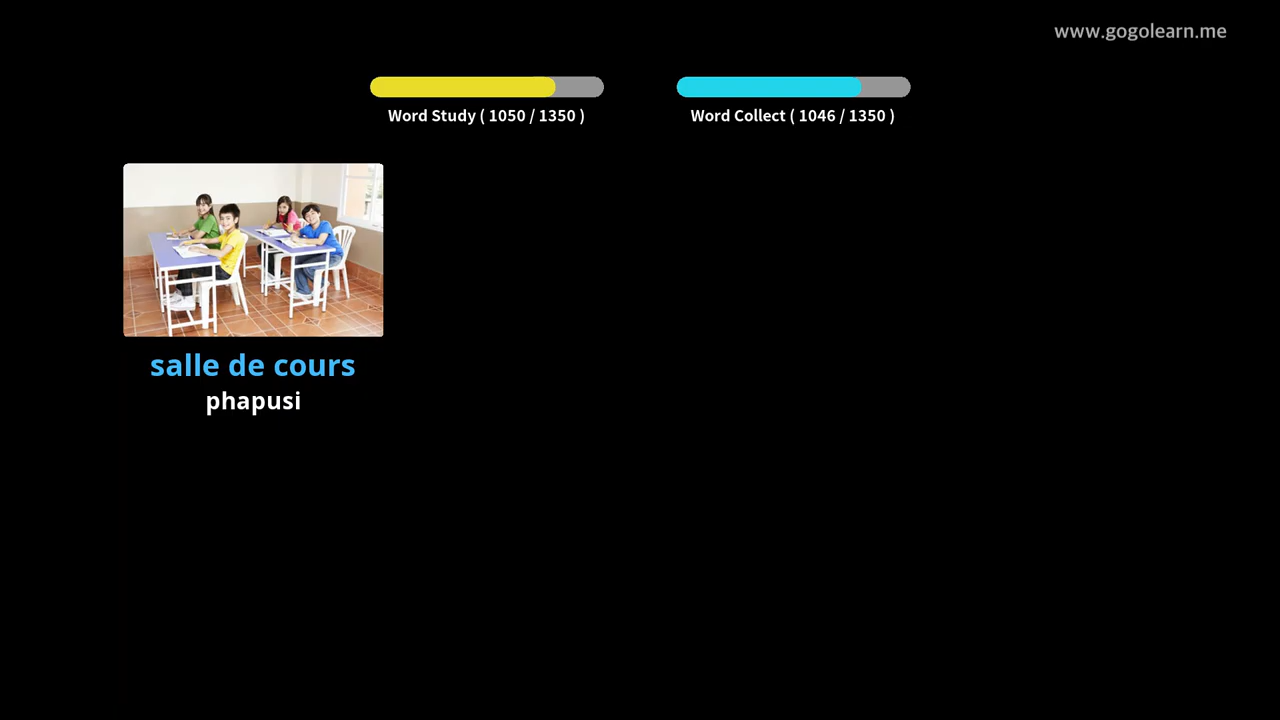 www.gogolearn.me
Word Study ( 1050 / 1350 )
Word Collect ( 1046 / 1350 )
salle de cours
phapusi